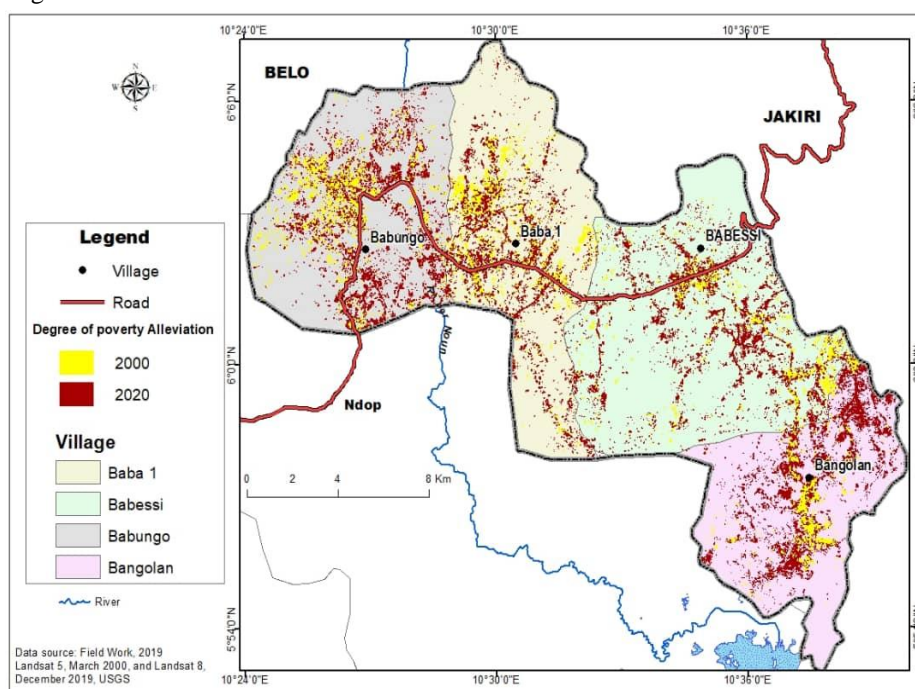 10°24'0"E
10°30'0"E
10°36'0"E
N
W
E
S
BELO
JAKIRI
6°6'0"N
6°0'0"N
5°54'0"N
Babungo
Baba 1
BABESSI
Noun
Ndop
Bangolan
0 2 4 8 Km
Legend
Village
Road
Degree of poverty Alleviation
2000
2020
Village
Baba 1
Babessi
Babungo
Bangolan
River
Data source: Field Work, 2019
Landsat 5, March 2000, and Landsat 8,
December 2019, USGS
10°24'0"E
10°30'0"E
10°36'0"E